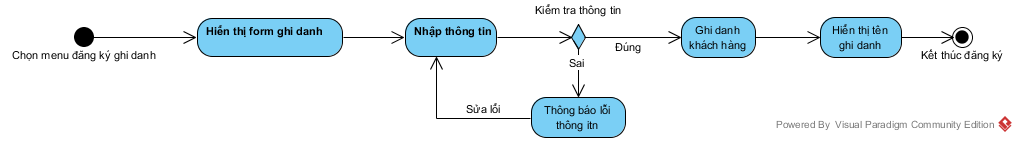 Chọn menu đăng ký ghi danh
Hiển thị form ghi danh
Nhập thông tin
Kiểm tra thông tin
Đúng
Sai
Ghi danh
khách hàng
Hiển thị tên
ghi danh
Kết thúc đăng ký
Sửa lỗi
Thông báo lỗi
thông itn
Powered By Visual Paradigm Community Edition